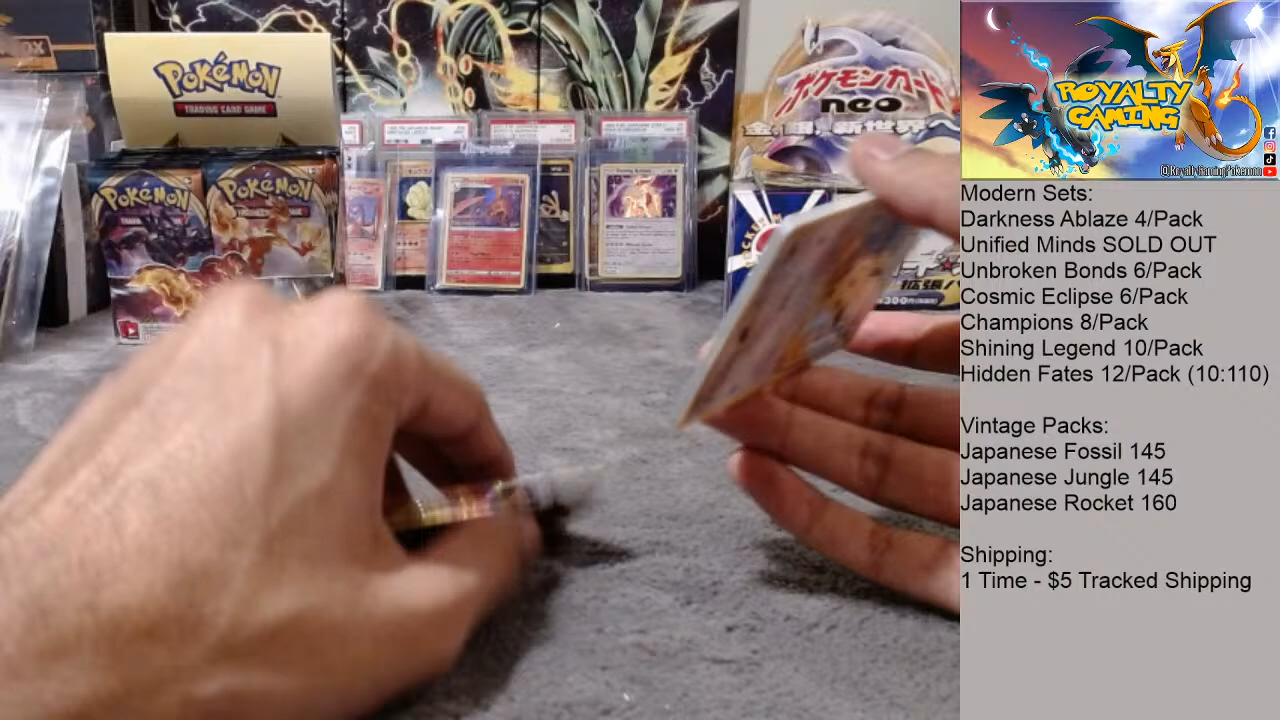 POKÉMON
TRADING CARD GAME
POKÉMON
POKÉMON
ポケモンカード
neo
ROYALTY
GAMING
@RoyaltyGamingPokemon
Modern Sets:
Darkness Ablaze 4/Pack
Unified Minds SOLD OUT
Unbroken Bonds 6/Pack
Cosmic Eclipse 6/Pack
Champions 8/Pack
Shining Legend 10/Pack
Hidden Fates 12/Pack (10:110)
Vintage Packs:
Japanese Fossil 145
Japanese Jungle 145
Japanese Rocket 160
Shipping:
1 Time - $5 Tracked Shipping